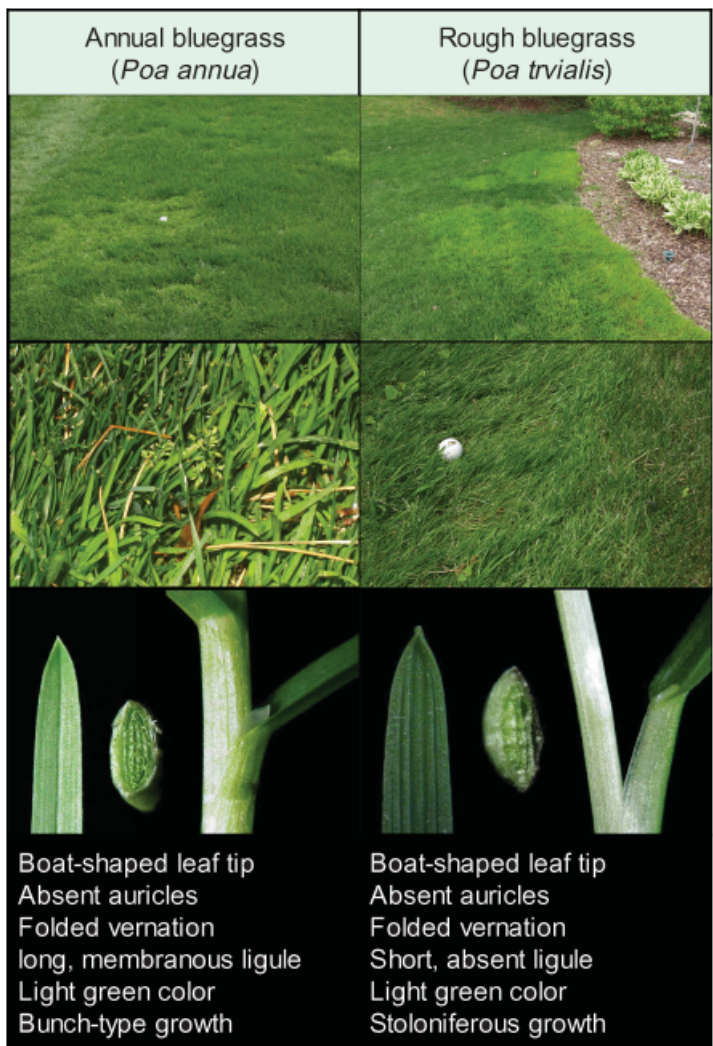 Annual bluegrass
(Poa annua)
Rough bluegrass
(Poa trvialis)
Boat-shaped leaf tip
Absent auricles
Folded vernation
long, membranous ligule
Light green color
Bunch-type growth
Boat-shaped leaf tip
Absent auricles
Folded vernation
Short, absent ligule
Light green color
Stoloniferous growth